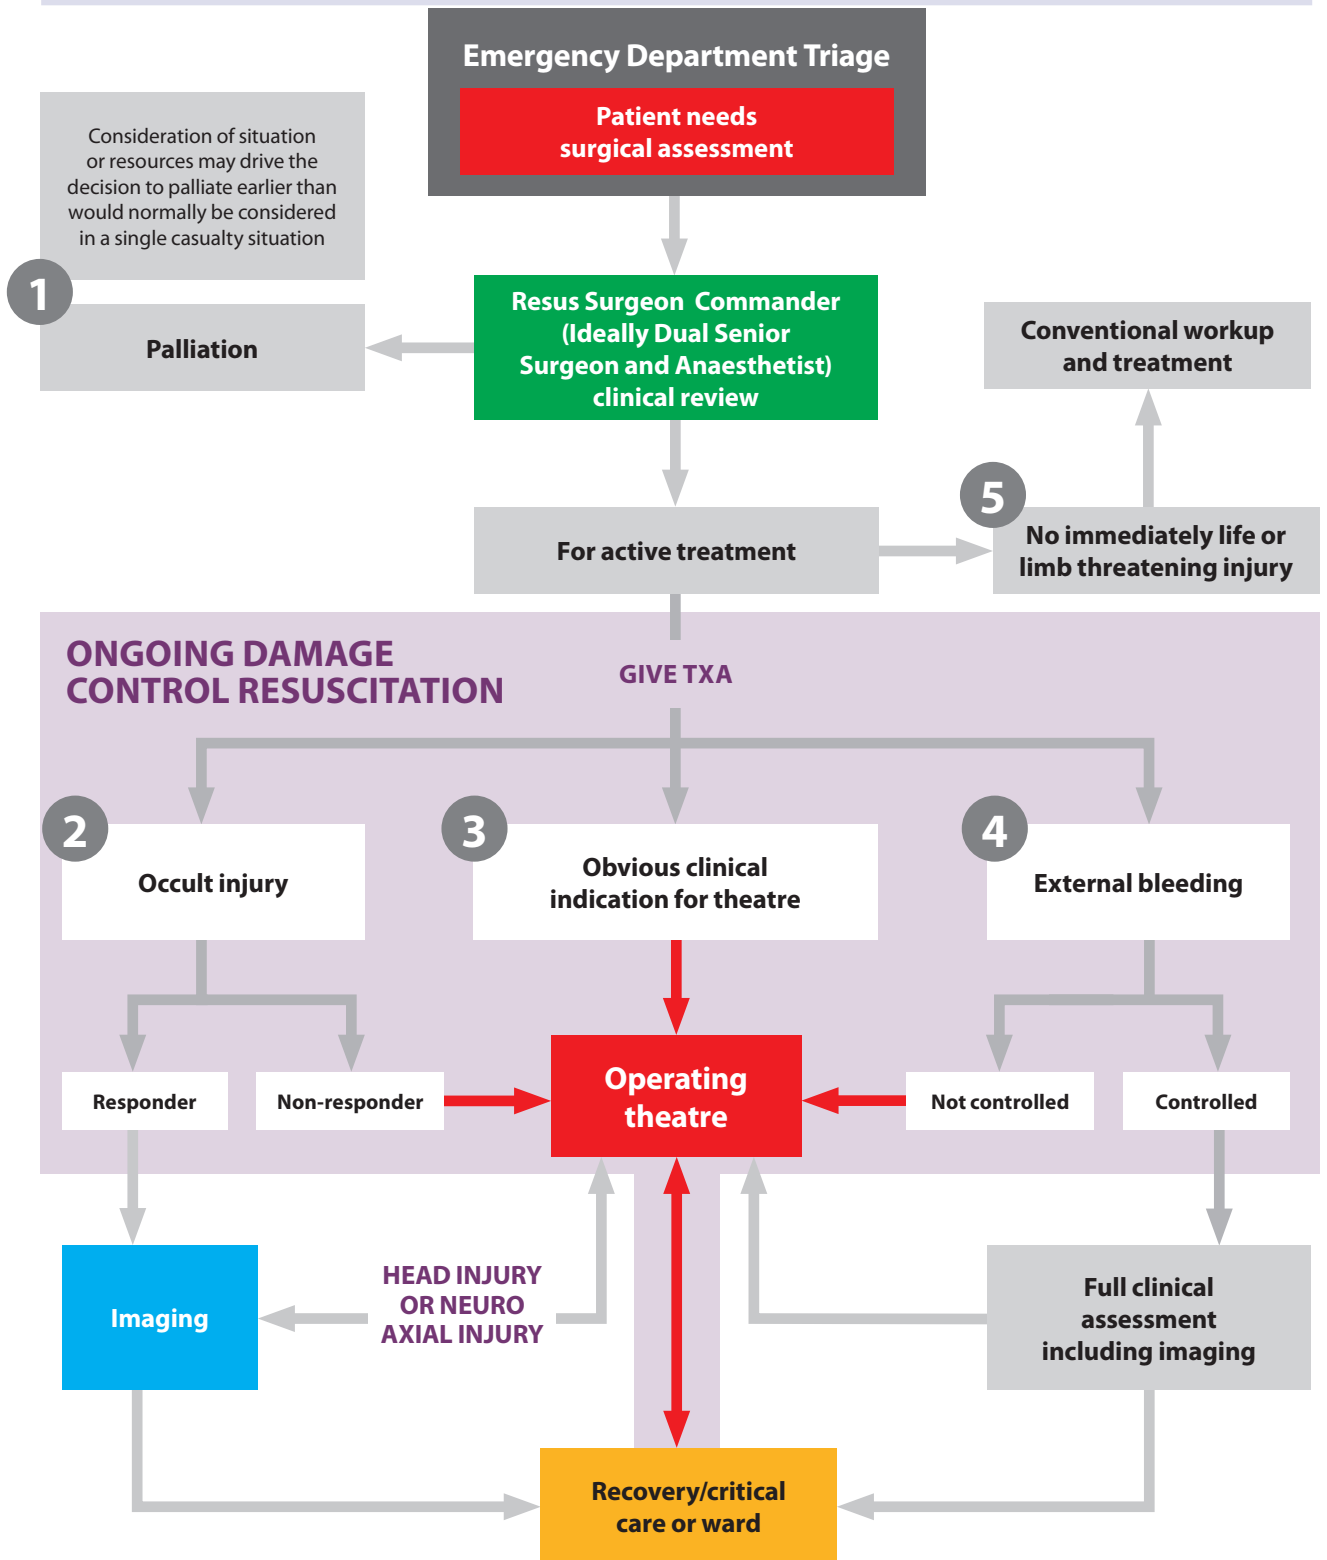 Emergency Department Triage
Patient needs
surgical assessment
Consideration of situation
or resources may drive the
decision to palliate earlier than
would normally be considered
in a single casualty situation
1
Palliation
Resus Surgeon Commander
(Ideally Dual Senior
Surgeon and Anaesthetist)
clinical review
Conventional workup
and treatment
5
For active treatment
No immediately life or
limb threatening injury
ONGOING DAMAGE
CONTROL RESUSCITATION
GIVE TXA
2
Occult injury
3
Obvious clinical
indication for theatre
4
External bleeding
Responder
Non-responder
Operating
theatre
Not controlled
Controlled
Imaging
HEAD INJURY
OR NEURO
AXIAL INJURY
Full clinical
assessment
including imaging
Recovery/critical
care or ward